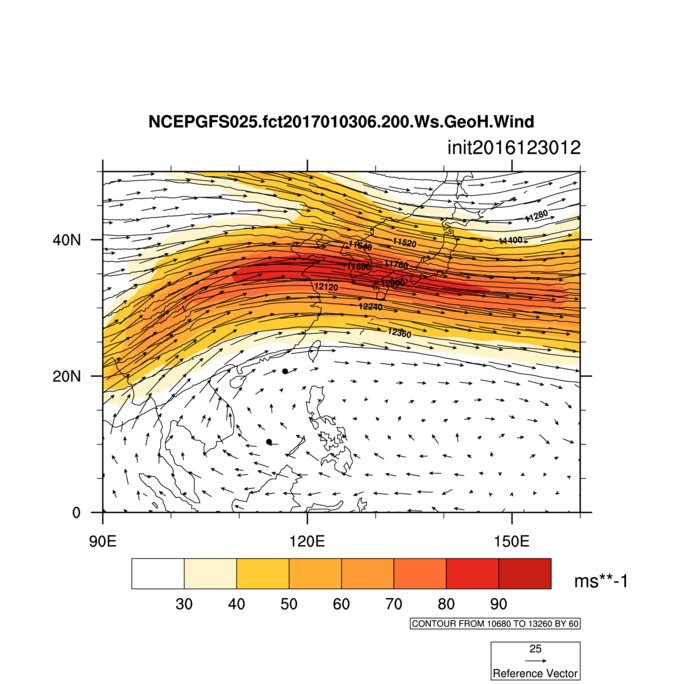 NCEPGFS025.fct2017010306.200.Ws.GeoH.Wind
init2016123012
11280
40N
11640
11520
11400
11880
11760
12120
12000
12240
12360
20N
0
90E
120E
150E
30 40 50 60 70 80 90
ms**-1
CONTOUR FROM 10680 TO 13260 BY 60
25
Reference Vector